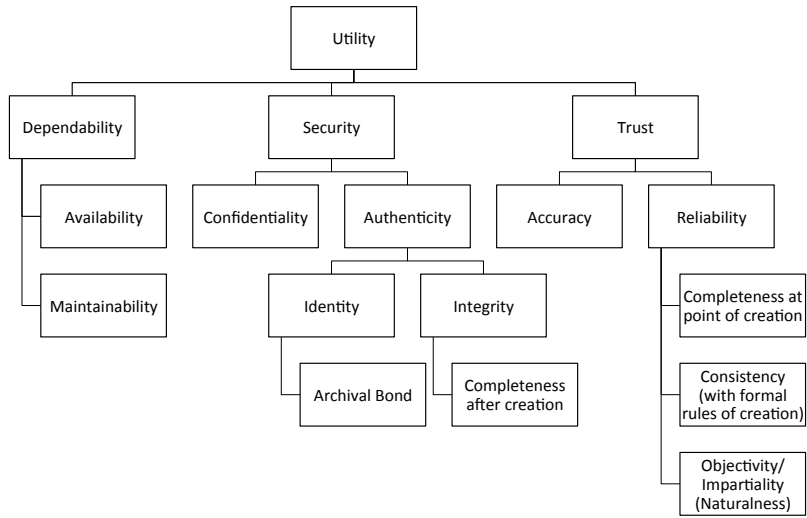 Utility
Dependability
Security
Trust
Availability
Confidentiality
Authenticity
Accuracy
Reliability
Maintainability
Identity
Integrity
Completeness at
point of creation
Archival Bond
Completeness
after creation
Consistency
(with formal
rules of creation)
Objectivity/
Impartiality
(Naturalness)